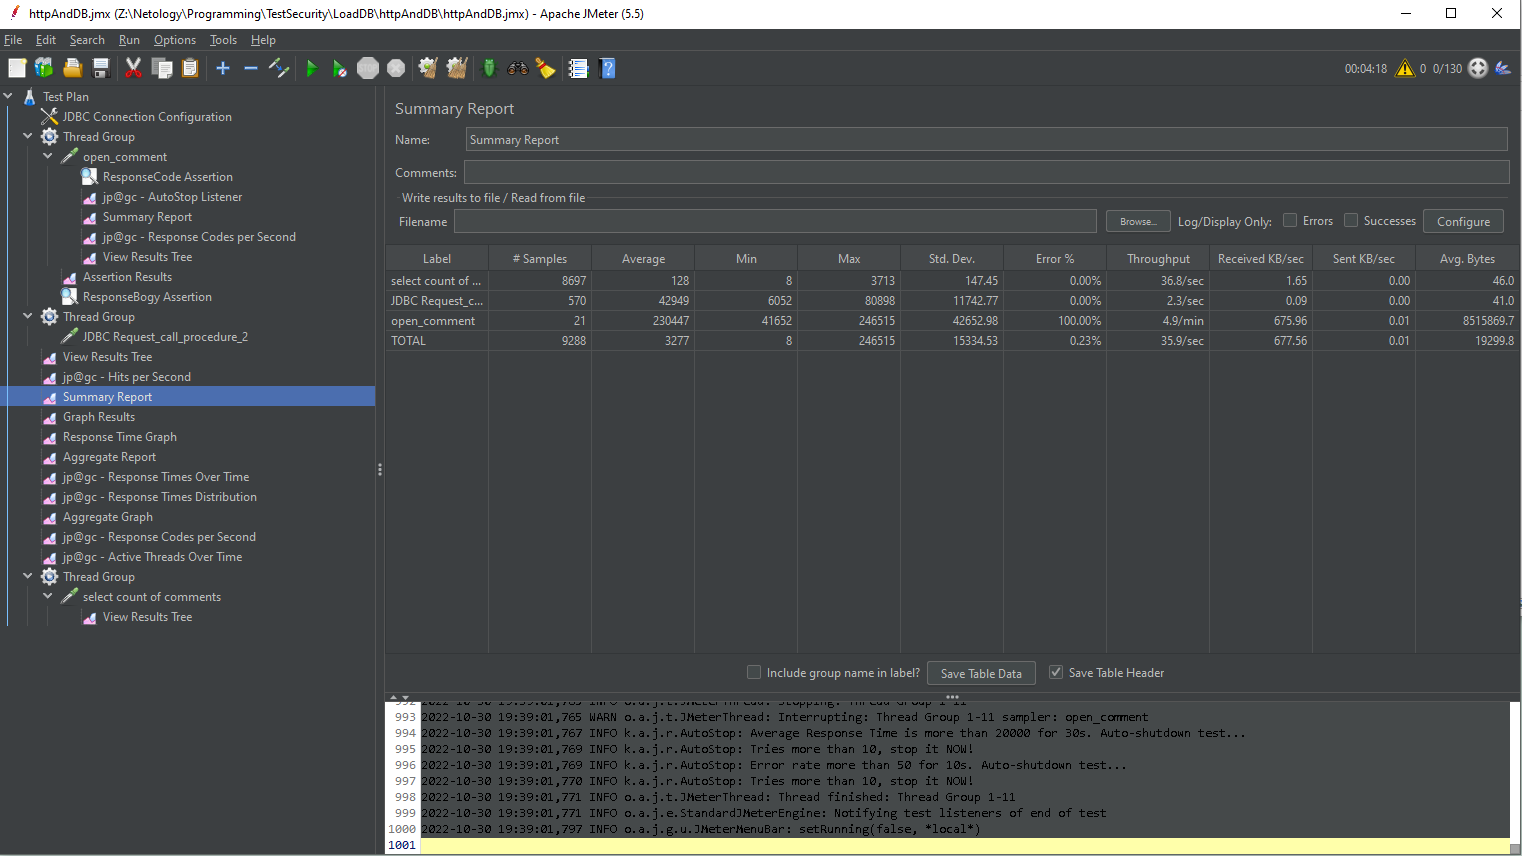 httpAndDB.jmx (Z:\Netology\Programming\TestSecurity\LoadDB\httpAndDB\httpAndDB.jmx) - Apache JMeter (5.5)
File Edit Search Run Options Tools Help
00:04:18 0 0/130
Test Plan
JDBC Connection Configuration
Thread Group
open_comment
ResponseCode Assertion
jp@gc - AutoStop Listener
Summary Report
jp@gc - Response Codes per Second
View Results Tree
Assertion Results
ResponseBogy Assertion
Thread Group
JDBC Request_call_procedure_2
View Results Tree
jp@gc - Hits per Second
Summary Report
Graph Results
Response Time Graph
Aggregate Report
jp@gc - Response Times Over Time
jp@gc - Response Times Distribution
Aggregate Graph
jp@gc - Response Codes per Second
jp@gc - Active Threads Over Time
Thread Group
select count of comments
View Results Tree
Summary Report
Name: Summary Report
Comments:
Write results to file / Read from file
Filename Browse... Log/Display Only: Errors Successes Configure
Label # Samples Average Min Max Std. Dev. Error % Throughput Received KB/sec Sent KB/sec Avg. Bytes
select count of ... 8697 128 8 3713 147.45 0.00% 36.8/sec 1.65 0.00 46.0
JDBC Request_c... 570 42949 6052 80898 11742.77 0.00% 2.3/sec 0.09 0.00 41.0
open_comment 21 230447 41652 246515 42652.98 100.00% 4.9/min 675.96 0.01 8515869.7
TOTAL 9288 3277 8 246515 15334.53 0.23% 35.9/sec 677.56 0.01 19299.8
Include group name in label? Save Table Data Save Table Header
993 2022-10-30 19:39:01,765 WARN o.a.j.t.JMeterThread: Interrupting: Thread Group 1-11 sampler: open_comment
994 2022-10-30 19:39:01,767 INFO k.a.j.r.AutoStop: Average Response Time is more than 20000 for 30s. Auto-shutdown test...
995 2022-10-30 19:39:01,769 INFO k.a.j.r.AutoStop: Tries more than 10, stop it NOW!
996 2022-10-30 19:39:01,769 INFO k.a.j.r.AutoStop: Error rate more than 50 for 10s. Auto-shutdown test...
997 2022-10-30 19:39:01,770 INFO k.a.j.r.AutoStop: Tries more than 10, stop it NOW!
998 2022-10-30 19:39:01,771 INFO o.a.j.t.JMeterThread: Thread finished: Thread Group 1-11
999 2022-10-30 19:39:01,771 INFO o.a.j.e.StandardJMeterEngine: Notifying test listeners of end of test
1000 2022-10-30 19:39:01,797 INFO o.a.j.g.u.JMeterMenuBar: setRunning(false, *local*)
1001